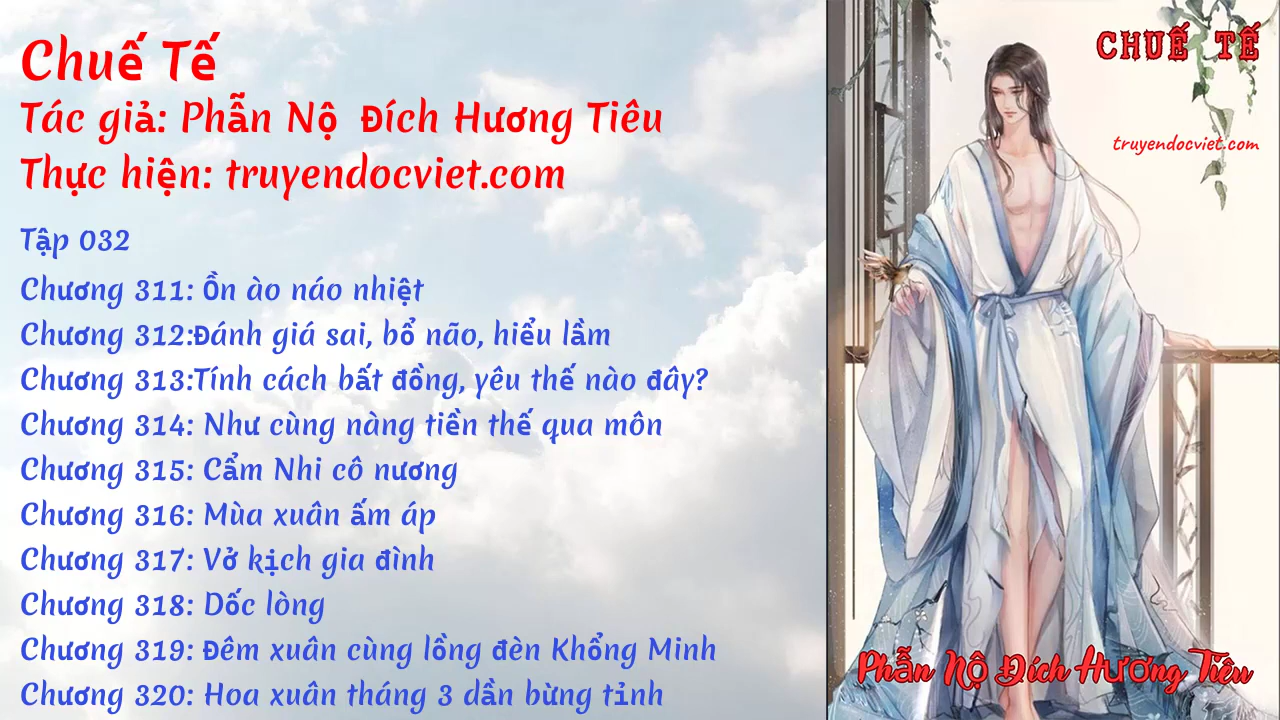 Chuế Tế
Tác giả: Phẫn Nộ Đích Hương Tiêu
Thực hiện: truyendocviet.com
Tập 032
Chương 311: Ồn ào náo nhiệt
Chương 312:Đánh giá sai, bổ não, hiểu lầm
Chương 313:Tính cách bất đồng, yêu thế nào đây?
Chương 314: Như cùng nàng tiền thế qua môn
Chương 315: Cẩm Nhi cô nương
Chương 316: Mùa xuân ấm áp
Chương 317: Vở kịch gia đình
Chương 318: Dốc lòng
Chương 319: Đêm xuân cùng lồng đèn Khổng Minh
Chương 320: Hoa xuân tháng 3 dần bừng tỉnh
CHUẾ TẾ
truyendocviet.com
Phẫn Nộ Đích Hương Tiêu